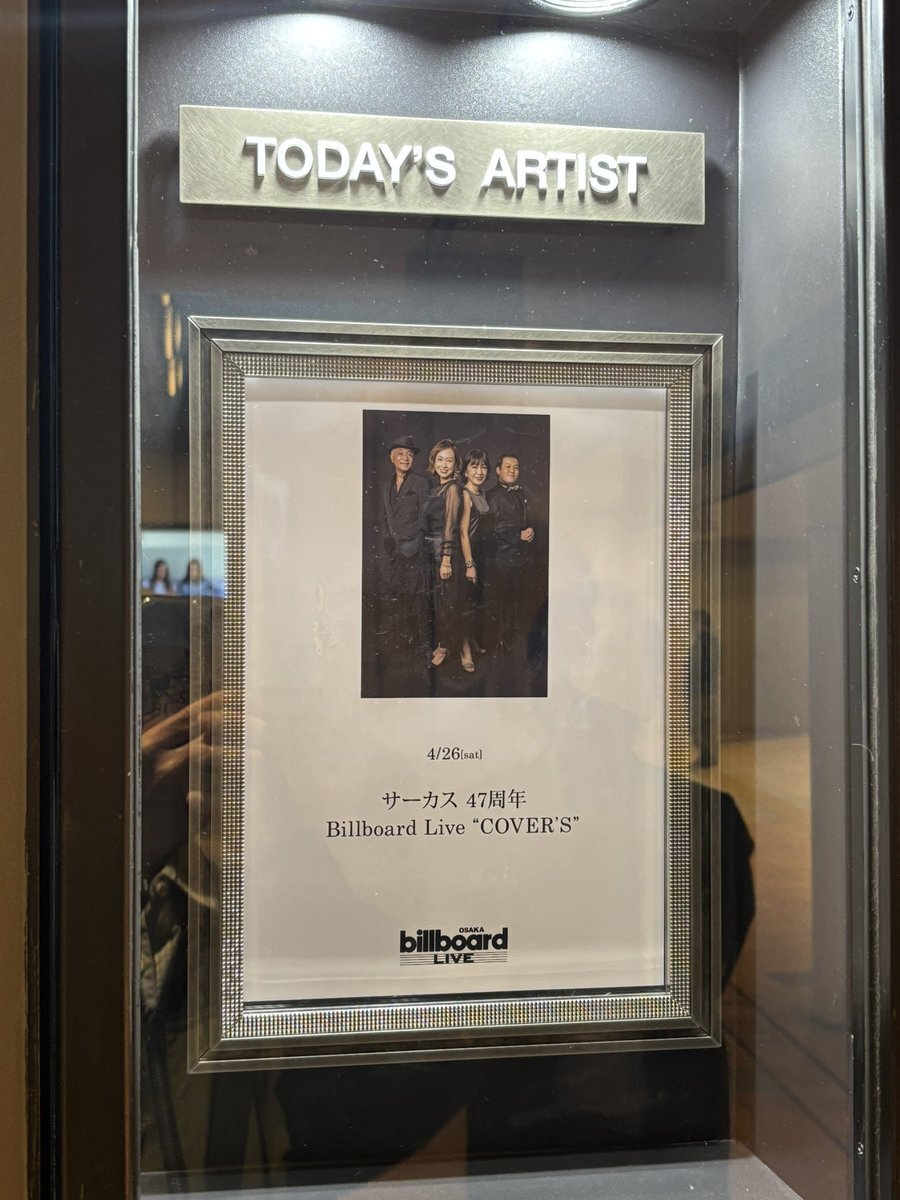 TODAY'S ARTIST
4/26[sat]
サーカス 47周年
Billboard Live “COVER'S”
OSAKA
billboard
LIVE